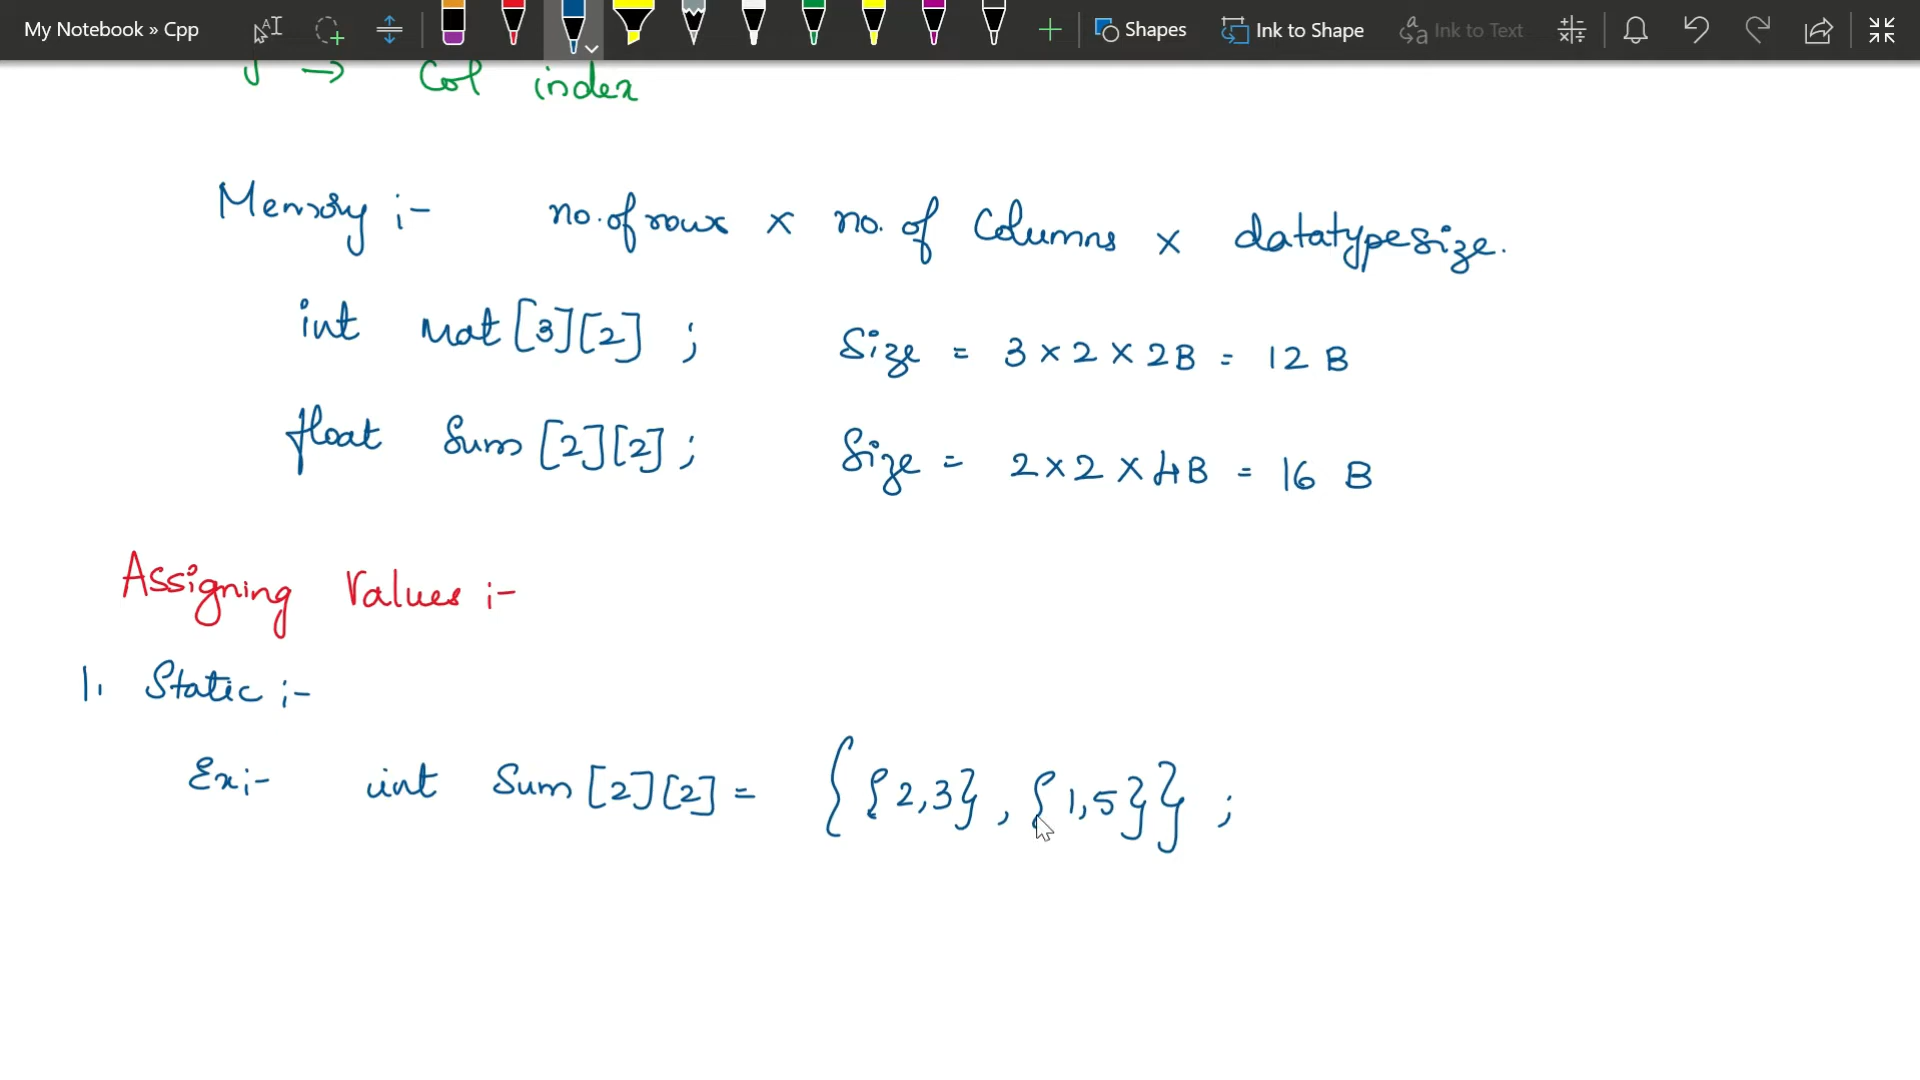 My Notebook » Cpp Shapes Ink to Shape Ink to Text
j → Col index
Memory :- no. of rows × no. of Columns × datatypesize.
int mat[3][2] ; Size = 3 × 2 × 2B = 12 B
float Sum [2][2] ; Size = 2 × 2 × 4B = 16 B
Assigning Values :-
1. Static :-
Ex:- int Sum [2][2] = { {2,3} , {1,5} } ;